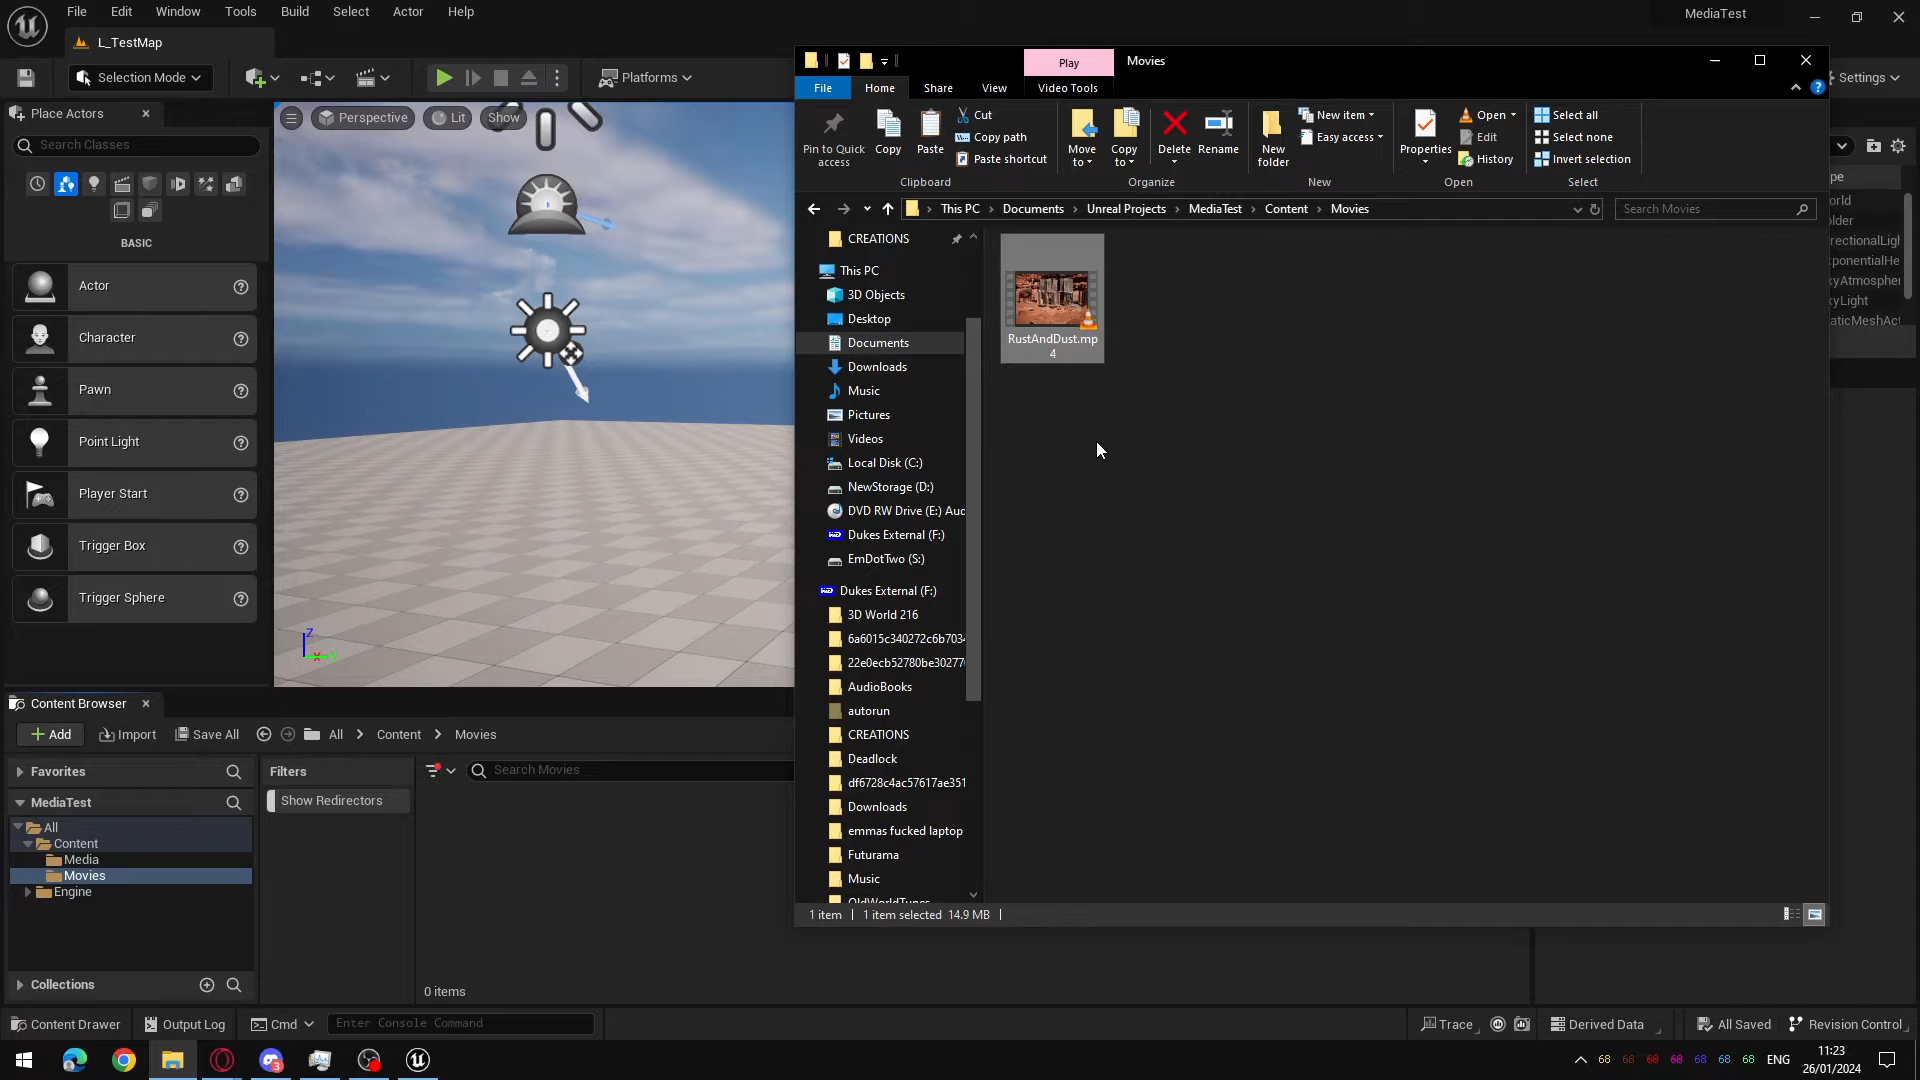 File Edit Window Tools Build Select Actor Help
MediaTest
L_TestMap
Selection Mode
Platforms
Settings
Place Actors
Search Classes
BASIC
Actor
Character
Pawn
Point Light
Player Start
Trigger Box
Trigger Sphere
Perspective Lit Show
Z
X
Y
Play
Movies
File Home Share View Video Tools
Pin to Quick access
Copy
Paste
Cut
Copy path
Paste shortcut
Clipboard
Move to
Copy to
Delete
Rename
Organize
New folder
New item
Easy access
New
Properties
Open
Edit
History
Open
Select all
Select none
Invert selection
Select
This PC Documents Unreal Projects MediaTest Content Movies
Search Movies
CREATIONS
This PC
3D Objects
Desktop
Documents
Downloads
Music
Pictures
Videos
Local Disk (C:)
NewStorage (D:)
DVD RW Drive (E:) Auc
Dukes External (F:)
EmDotTwo (S:)
Dukes External (F:)
3D World 216
6a6015c340272c6b703
22e0ecb52780be30277
AudioBooks
autorun
CREATIONS
Deadlock
df6728c4ac57617ae351
Downloads
emmas fucked laptop
Futurama
Music
OldWorldTunes
RustAndDust.mp
4
1 item 1 item selected 14.9 MB
pe
orld
older
rectionalLigh
ponentialHe
kyAtmosphe
kyLight
taticMeshAct
Content Browser
Add Import Save All All Content Movies
Favorites
Filters
Search Movies
MediaTest
Show Redirectors
All
Content
Media
Movies
Engine
Collections
0 items
Content Drawer Output Log Cmd Enter Console Command
Trace Derived Data All Saved Revision Control
68 68 68 68 68 68 68 ENG
11:23
26/01/2024